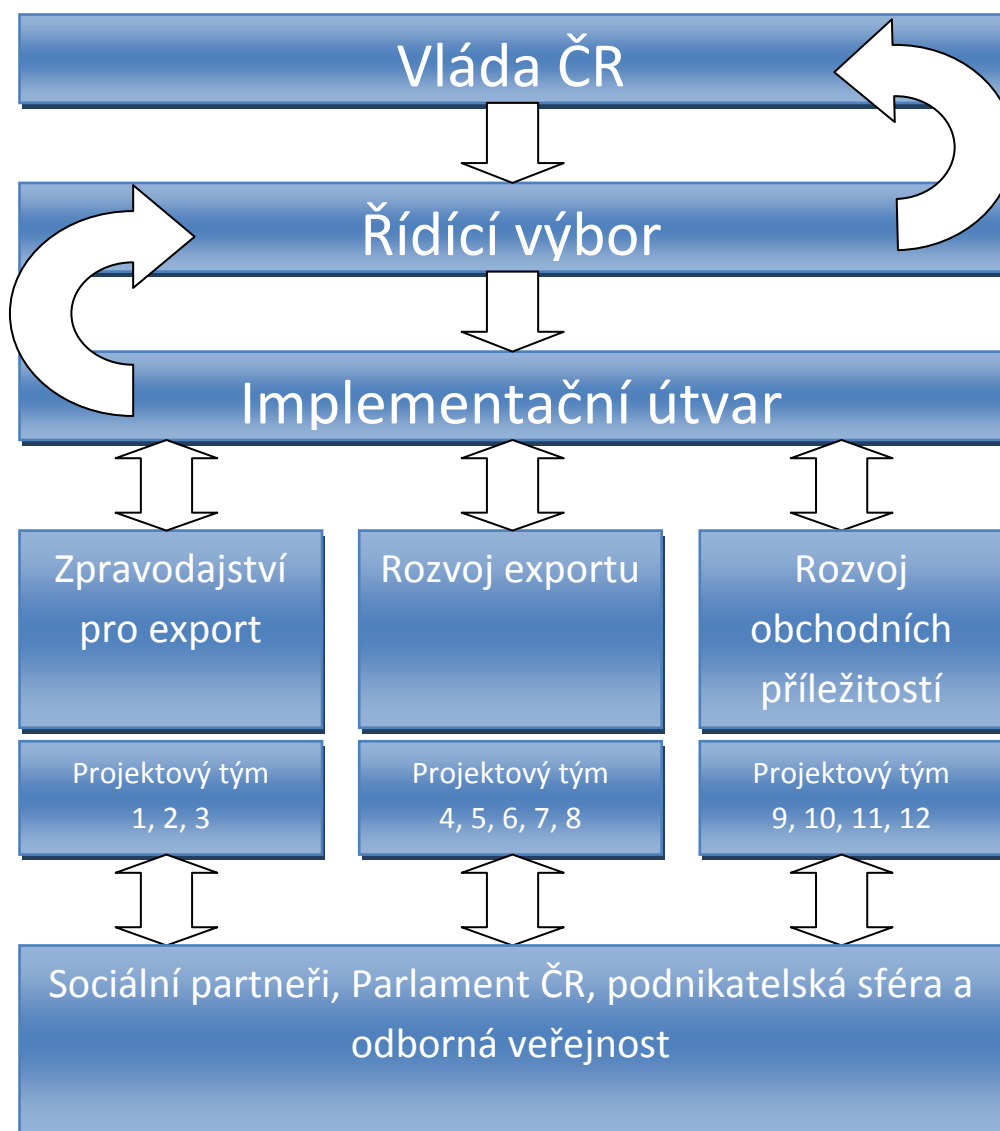 Vláda ČR
Řídící výbor
Implementační útvar
Zpravodajství
pro export
Rozvoj exportu
Rozvoj
obchodních
příležitostí
Projektový tým
1, 2, 3
Projektový tým
4, 5, 6, 7, 8
Projektový tým
9, 10, 11, 12
Sociální partneři, Parlament ČR, podnikatelská sféra a
odborná veřejnost